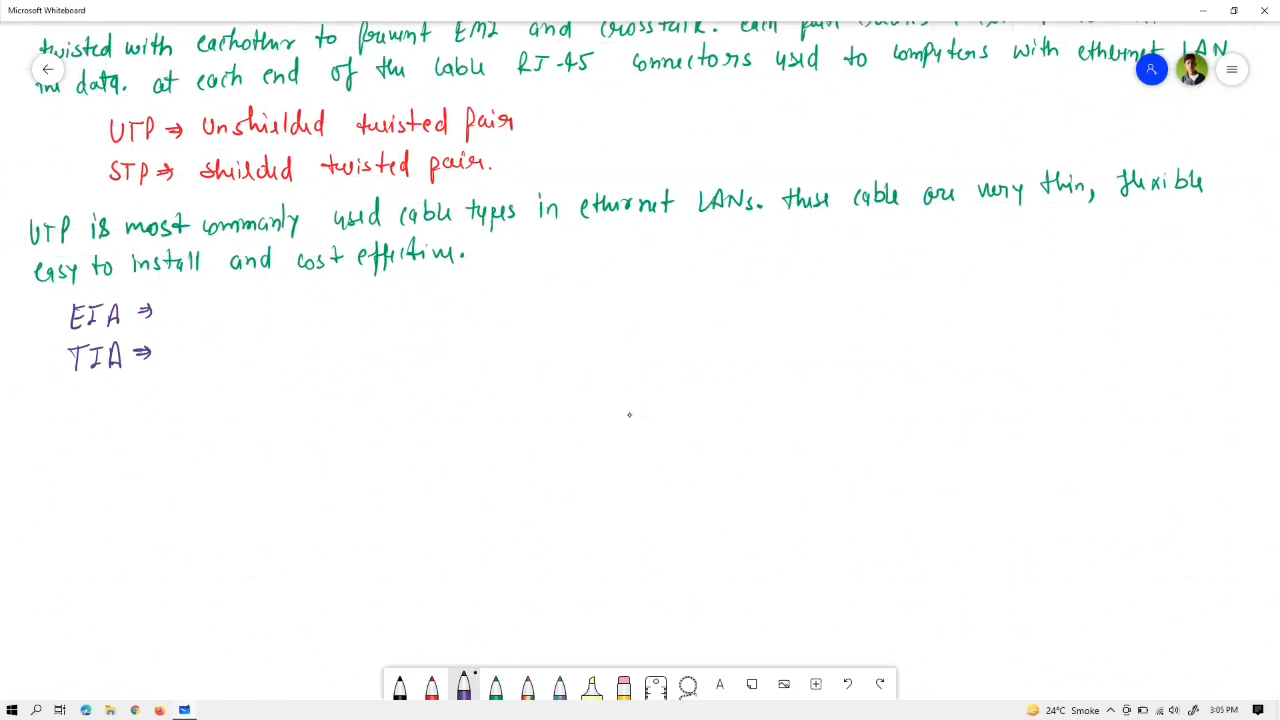 Microsoft Whiteboard
and crosstalk. each pair
twisted with eachother to prevent EMI
data. at each end of the cable RJ-45 connectors used to computers with ethernet LAN
UTP ⇒ Unshielded twisted pair
STP ⇒ shielded twisted pair.
UTP is most commonly used cable types in ethernet LANs. these cable are very thin, flexible
easy to install and cost effective.
EIA ⇒
TIA ⇒
A
24°C Smoke
3:05 PM